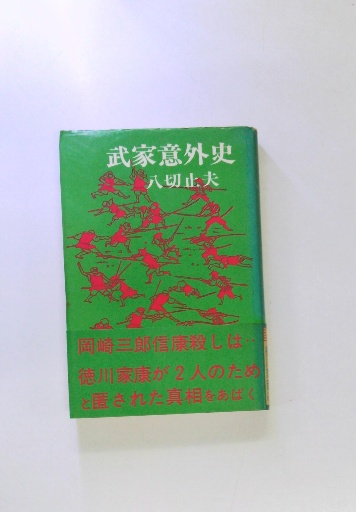 武家意外史
八切止夫
岡崎三郎信康殺しは・・
徳川家康が2人のため
と匿された真相をあばく